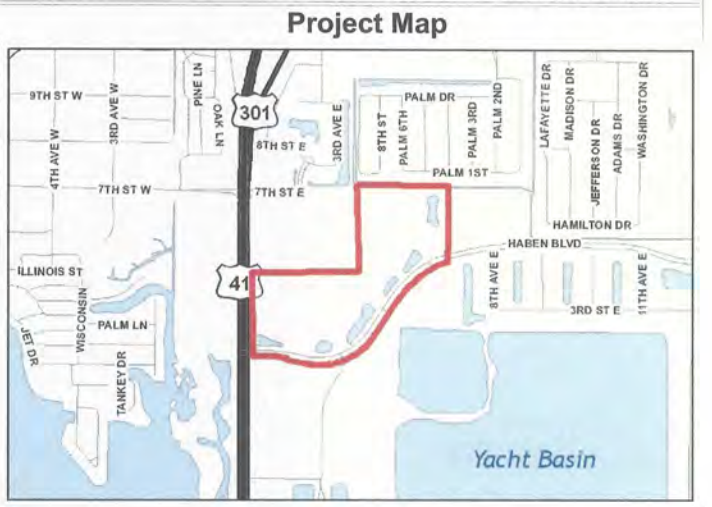 Project Map
9TH ST W
4TH AVE W
3RD AVE W
PINE LN
OAK LN
301
8TH ST E
3RD AVE E
PALM DR
8TH ST
PALM 6TH
PALM 3RD
PALM 2ND
PALM 1ST
LAFAYETTE DR
MADISON DR
JEFFERSON DR
ADAMS DR
WASHINGTON DR
7TH ST W
7TH ST E
HAMILTON DR
HABEN BLVD
ILLINOIS ST
41
8TH AVE E
11TH AVE E
3RD ST E
WISCONSIN
PALM LN
JET DR
TANKEY DR
Yacht Basin